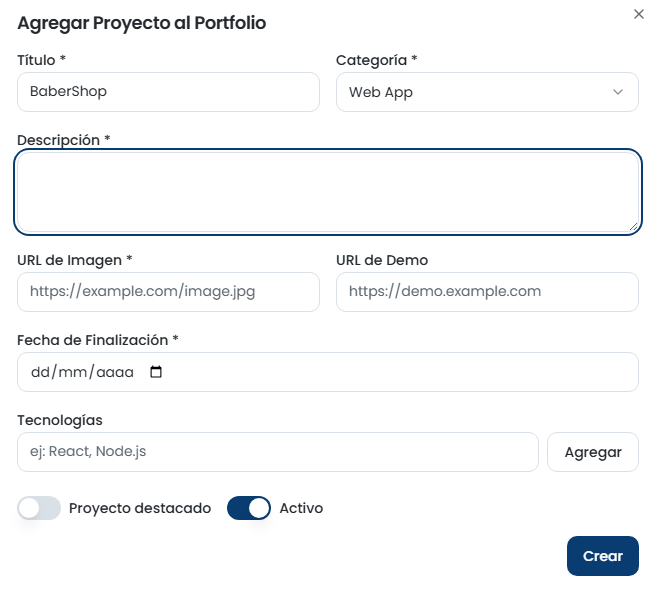 Agregar Proyecto al Portfolio
Título *
Categoría *
BaberShop
Web App
Descripción *
URL de Imagen *
URL de Demo
https://example.com/image.jpg
https://demo.example.com
Fecha de Finalización *
dd/mm/aaaa
Tecnologías
ej: React, Node.js
Agregar
Proyecto destacado
Activo
Crear